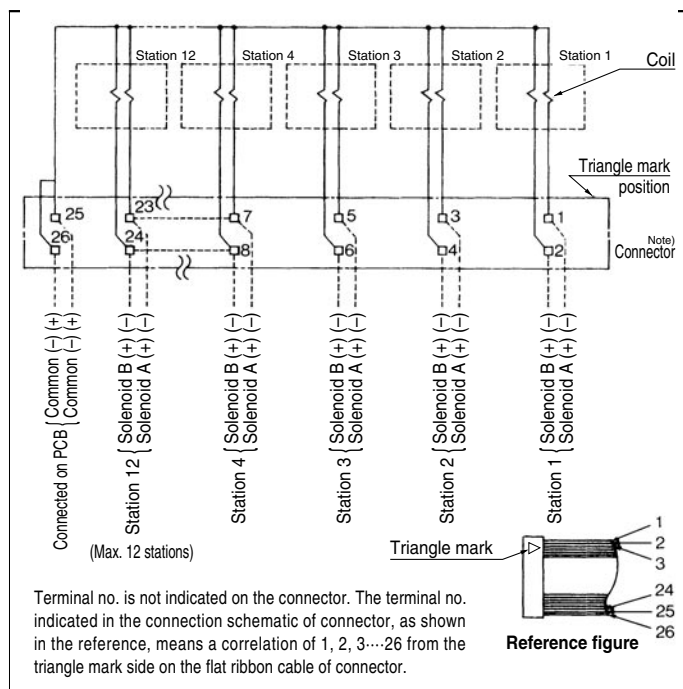 Station 12
Station 4
Station 3
Station 2
Station 1
Coil
Triangle mark
position
25
23
7
5
3
1
26
24
8
6
4
2
Note)
Connector
Connected on PCB { Common (–) (+)
Common (–) (+)
Station 12 { Solenoid B (+) (–)
Solenoid A (+) (–)
Station 4 { Solenoid B (+) (–)
Solenoid A (+) (–)
Station 3 { Solenoid B (+) (–)
Solenoid A (+) (–)
Station 2 { Solenoid B (+) (–)
Solenoid A (+) (–)
Station 1 { Solenoid B (+) (–)
Solenoid A (+) (–)
(Max. 12 stations)
Triangle mark
1
2
3
24
25
26
Reference figure
Terminal no. is not indicated on the connector. The terminal no.
indicated in the connection schematic of connector, as shown
in the reference, means a correlation of 1, 2, 3····26 from the
triangle mark side on the flat ribbon cable of connector.